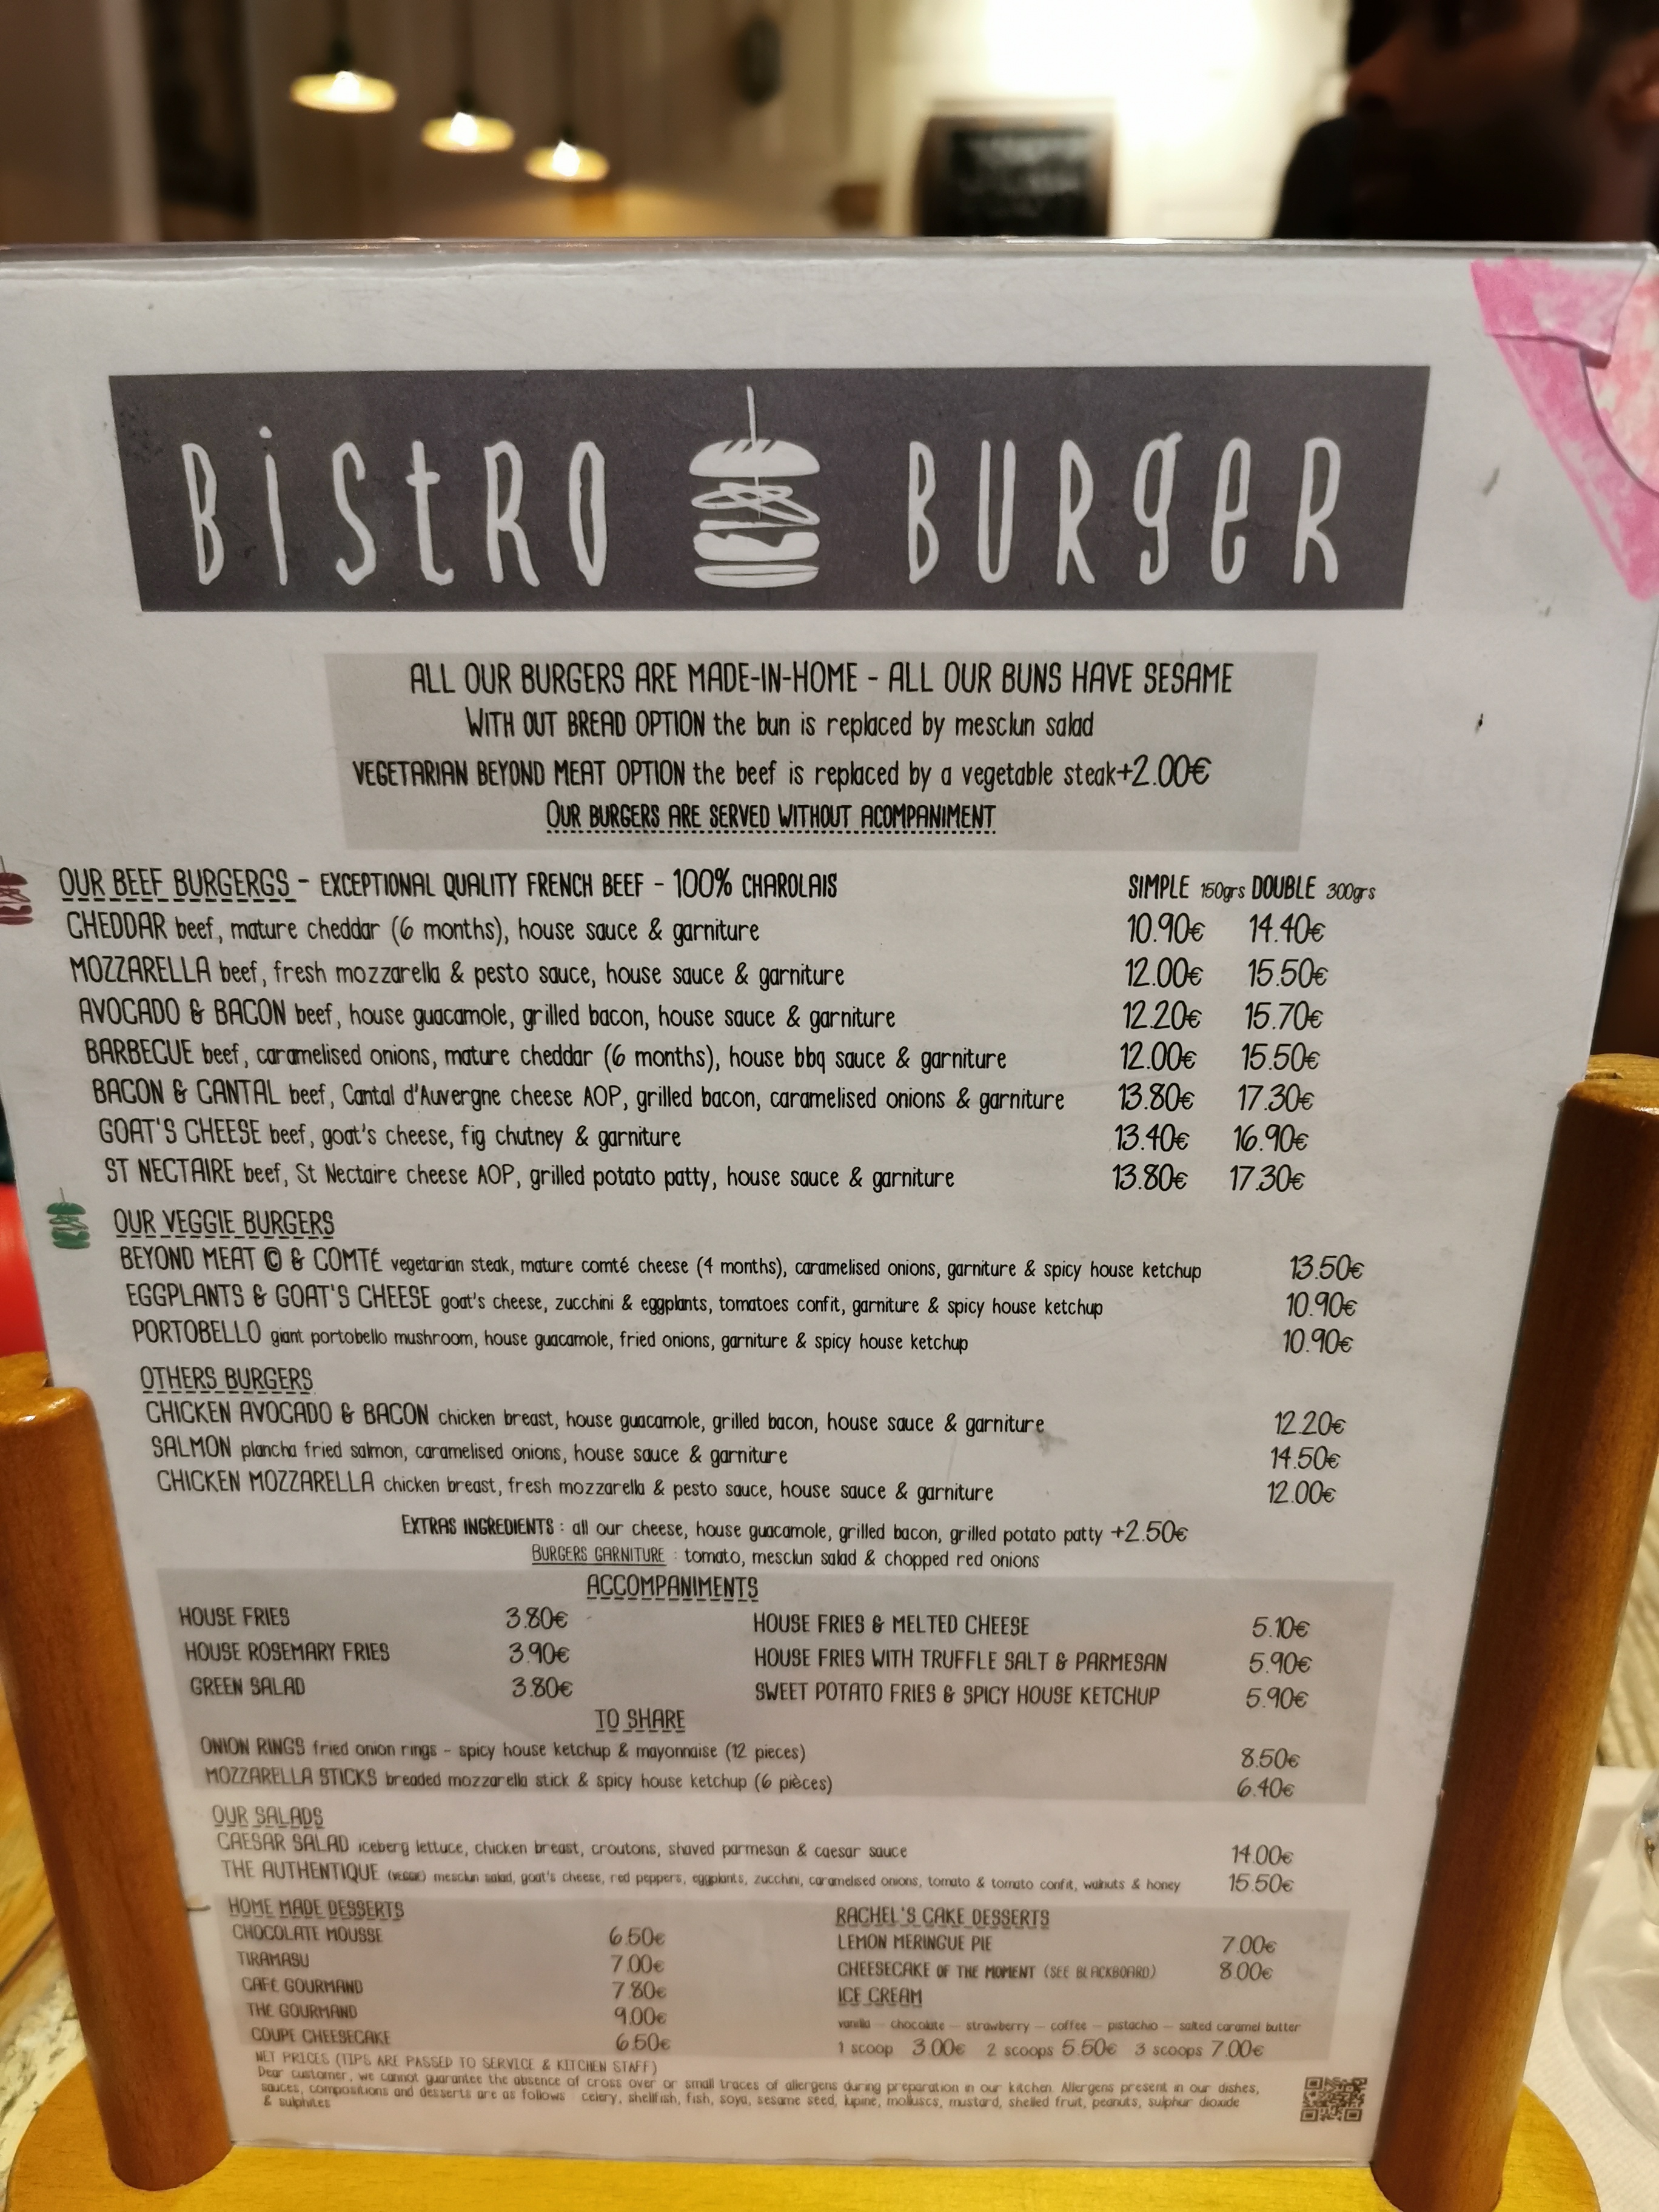 BiStRO BURgeR
ALL OUR BURGERS ARE MADE-IN-HOME - ALL OUR BUNS HAVE SESAME
WITH OUT BREAD OPTION the bun is replaced by mesclun salad
VEGETARIAN BEYOND MEAT OPTION the beef is replaced by a vegetable steak+2.00€
OUR BURGERS ARE SERVED WITHOUT ACOMPANIMENT
OUR BEEF BURGERGS - EXCEPTIONAL QUALITY FRENCH BEEF - 100% CHAROLAIS SIMPLE 150grs DOUBLE 300grs
CHEDDAR beef, mature cheddar (6 months), house sauce & garniture 10.90€ 14.40€
MOZZARELLA beef, fresh mozzarella & pesto sauce, house sauce & garniture 12.00€ 15.50€
AVOCADO & BACON beef, house guacamole, grilled bacon, house sauce & garniture 12.20€ 15.70€
BARBECUE beef, caramelised onions, mature cheddar (6 months), house bbq sauce & garniture 12.00€ 15.50€
BACON & CANTAL beef, Cantal d'Auvergne cheese AOP, grilled bacon, caramelised onions & garniture 13.80€ 17.30€
GOAT'S CHEESE beef, goat's cheese, fig chutney & garniture 13.40€ 16.90€
ST NECTAIRE beef, St Nectaire cheese AOP, grilled potato patty, house sauce & garniture 13.80€ 17.30€
OUR VEGGIE BURGERS
BEYOND MEAT © & COMTÉ vegetarian steak, mature comté cheese (4 months), caramelised onions, garniture & spicy house ketchup 13.50€
EGGPLANTS & GOAT'S CHEESE goat's cheese, zucchini & eggplants, tomatoes confit, garniture & spicy house ketchup 10.90€
PORTOBELLO giant portobello mushroom, house guacamole, fried onions, garniture & spicy house ketchup 10.90€
OTHERS BURGERS
CHICKEN AVOCADO & BACON chicken breast, house guacamole, grilled bacon, house sauce & garniture 12.20€
SALMON plancha fried salmon, caramelised onions, house sauce & garniture 14.50€
CHICKEN MOZZARELLA chicken breast, fresh mozzarella & pesto sauce, house sauce & garniture 12.00€
EXTRAS INGREDIENTS : all our cheese, house guacamole, grilled bacon, grilled potato patty +2.50€
BURGERS GARNITURE : tomato, mesclun salad & chopped red onions
ACCOMPANIMENTS
HOUSE FRIES 3.80€ HOUSE FRIES & MELTED CHEESE 5.10€
HOUSE ROSEMARY FRIES 3.90€ HOUSE FRIES WITH TRUFFLE SALT & PARMESAN 5.90€
GREEN SALAD 3.80€ SWEET POTATO FRIES & SPICY HOUSE KETCHUP 5.90€
TO SHARE
ONION RINGS fried onion rings - spicy house ketchup & mayonnaise (12 pieces) 8.50€
MOZZARELLA STICKS breaded mozzarella stick & spicy house ketchup (6 pièces) 6.40€
OUR SALADS
CAESAR SALAD iceberg lettuce, chicken breast, croutons, shaved parmesan & caesar sauce 14.00€
THE AUTHENTIQUE (VEGGIE) mesclun salad, goat's cheese, red peppers, eggplants, zucchini, caramelised onions, tomato & tomato confit, walnuts & honey 15.50€
HOME MADE DESSERTS
CHOCOLATE MOUSSE 6.50€
TIRAMASU 7.00€
CAFÉ GOURMAND 7.80€
THÉ GOURMAND 9.00€
COUPE CHEESECAKE 6.50€
RACHEL'S CAKE DESSERTS
LEMON MERINGUE PIE 7.00€
CHEESECAKE OF THE MOMENT (SEE BLACKBOARD) 8.00€
ICE CREAM
vanilla - chocolate - strawberry - coffee - pistachio - salted caramel butter
1 scoop 3.00€ 2 scoops 5.50€ 3 scoops 7.00€
NET PRICES (TIPS ARE PASSED TO SERVICE & KITCHEN STAFF)
Dear customer, we cannot guarantee the absence of cross over or small traces of allergens during preparation in our kitchen. Allergens present in our dishes,
sauces, compositions and desserts are as follows celery, shellfish, fish, soya, sesame seed, lupine, molluscs, mustard, shelled fruit, peanuts, sulphur dioxide
& sulphites